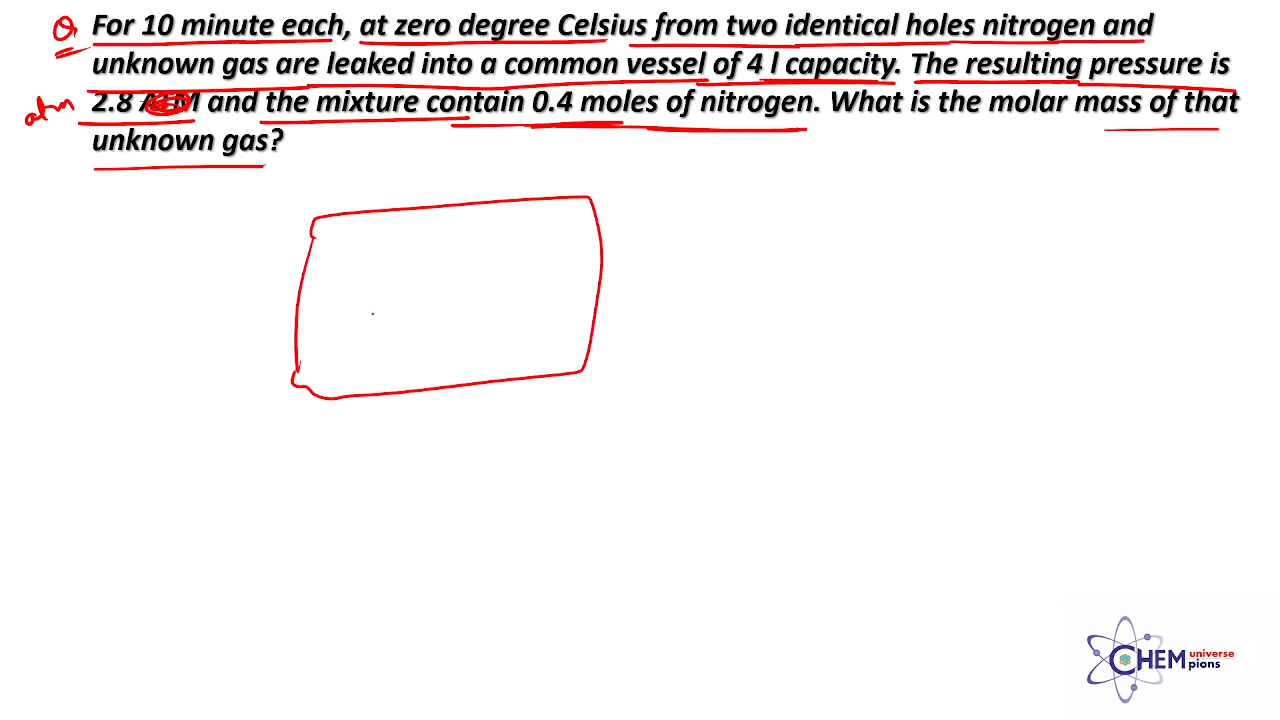 Q For 10 minute each, at zero degree Celsius from two identical holes nitrogen and
unknown gas are leaked into a common vessel of 4 l capacity. The resulting pressure is
atm 2.8 M and the mixture contain 0.4 moles of nitrogen. What is the molar mass of that
unknown gas?
CHEM universe
pions